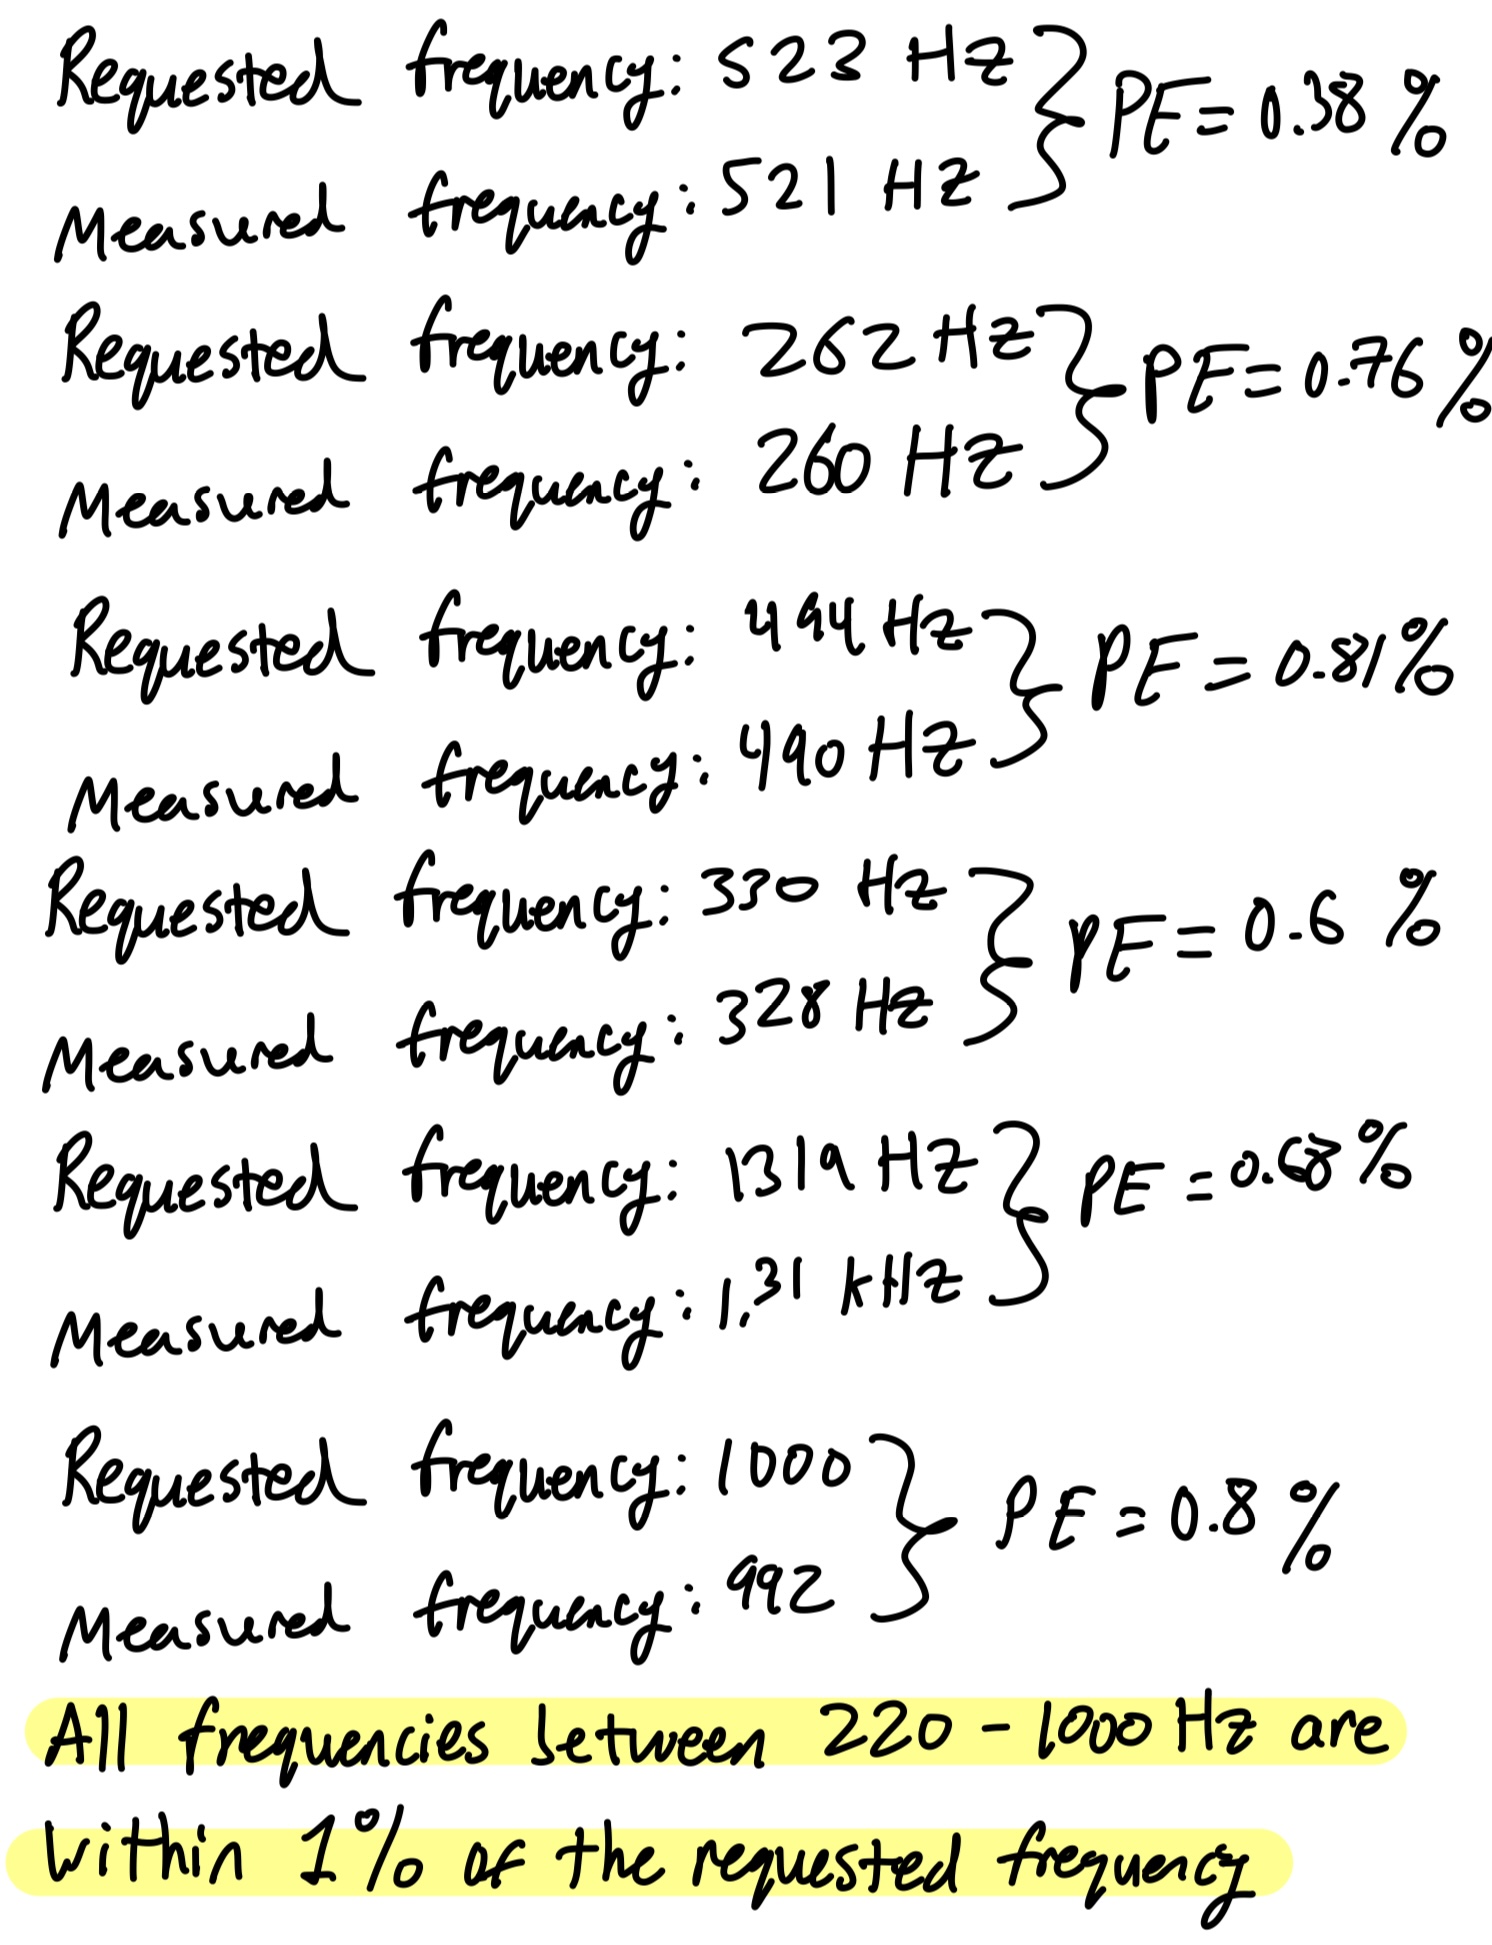 Requested frequency: 523 Hz
PE = 0.38 %
Measured frequency: 521 Hz
Requested frequency: 262 Hz
PE = 0.76 %
Measured frequency: 260 Hz
Requested frequency: 494 Hz
PE = 0.81 %
Measured frequency: 490 Hz
Requested frequency: 330 Hz
PE = 0.6 %
Measured frequency: 328 Hz
Requested frequency: 1319 Hz
PE = 0.68 %
Measured frequency: 1.31 kHz
Requested frequency: 1000
PE = 0.8 %
Measured frequency: 992
All frequencies between 220 - 1000 Hz are
within 1% of the requested frequency